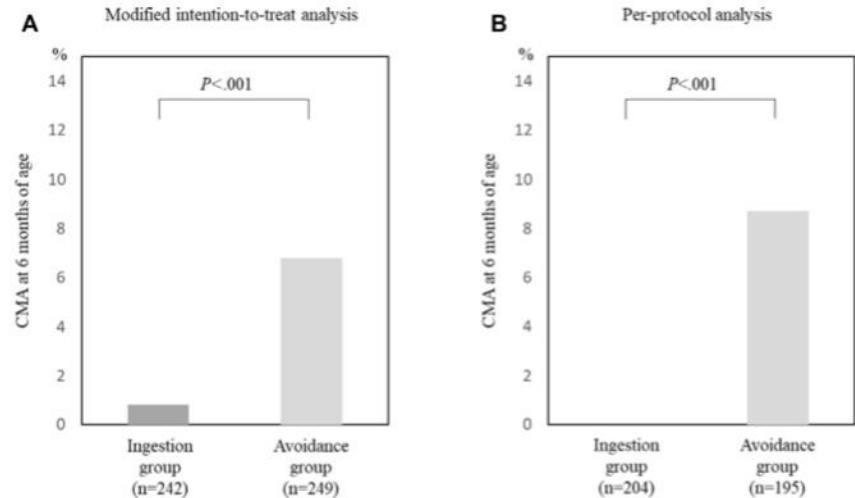 A
Modified intention-to-treat analysis
%
14
12
10
8
6
4
2
0
CMA at 6 months of age
P<.001
Ingestion
group
(n=242)
Avoidance
group
(n=249)
B
Per-protocol analysis
%
14
12
10
8
6
4
2
0
CMA at 6 months of age
P<.001
Ingestion
group
(n=204)
Avoidance
group
(n=195)